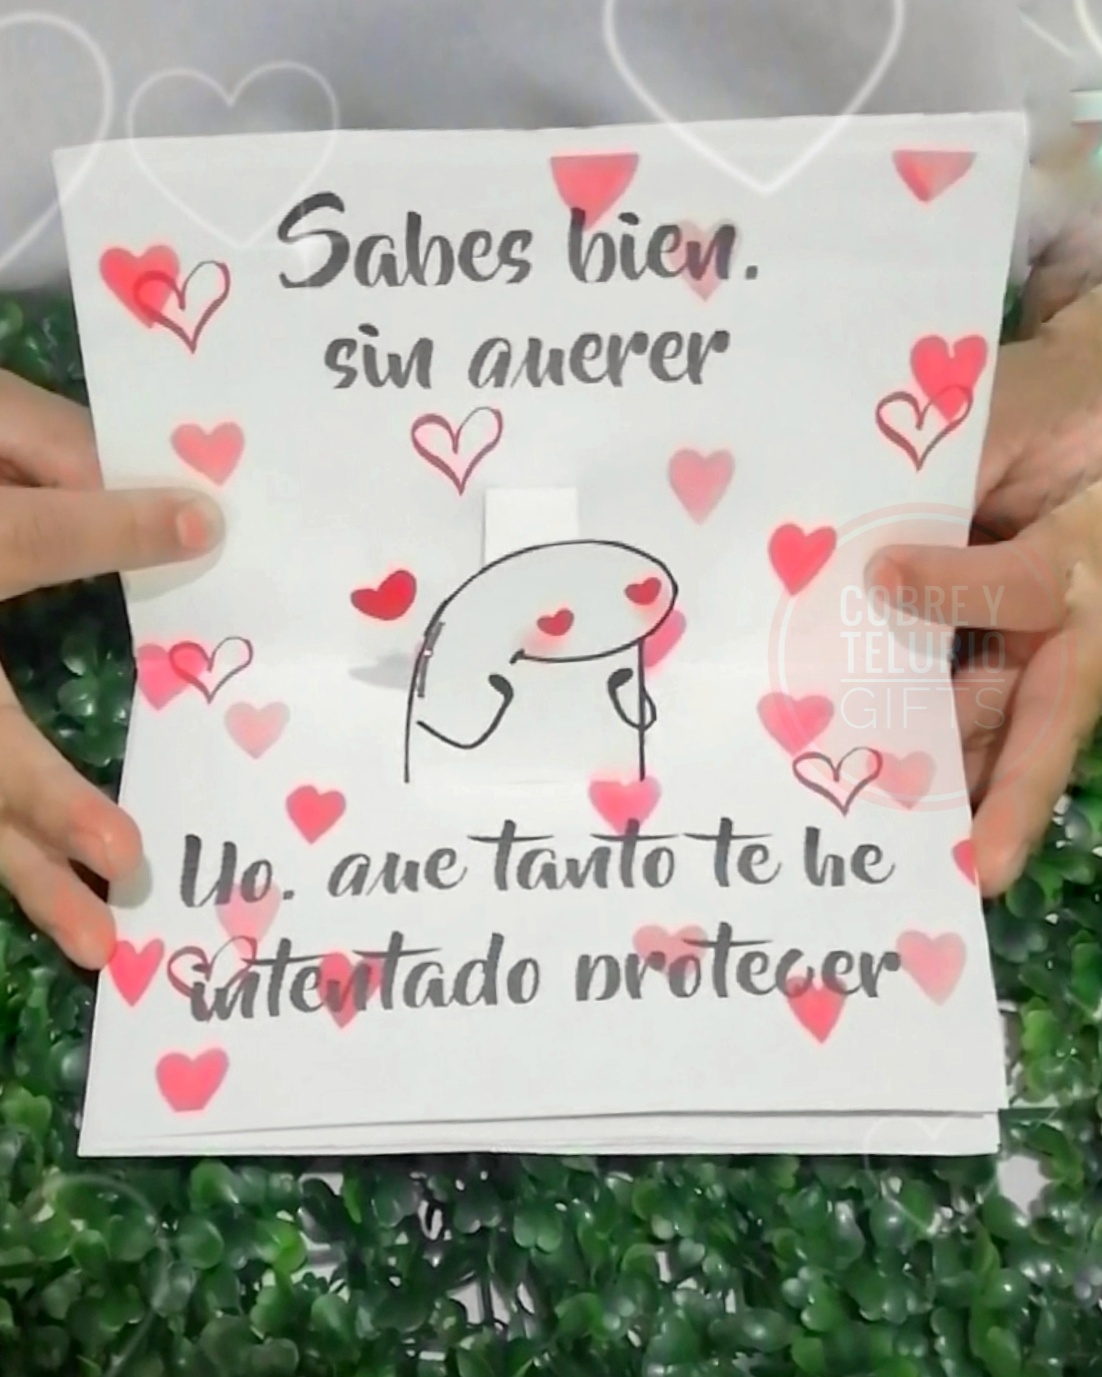 Sabes bien.
sin querer
Yo. que tanto te he
intentado proteger
COBRE Y
TELURIO
GIFTS